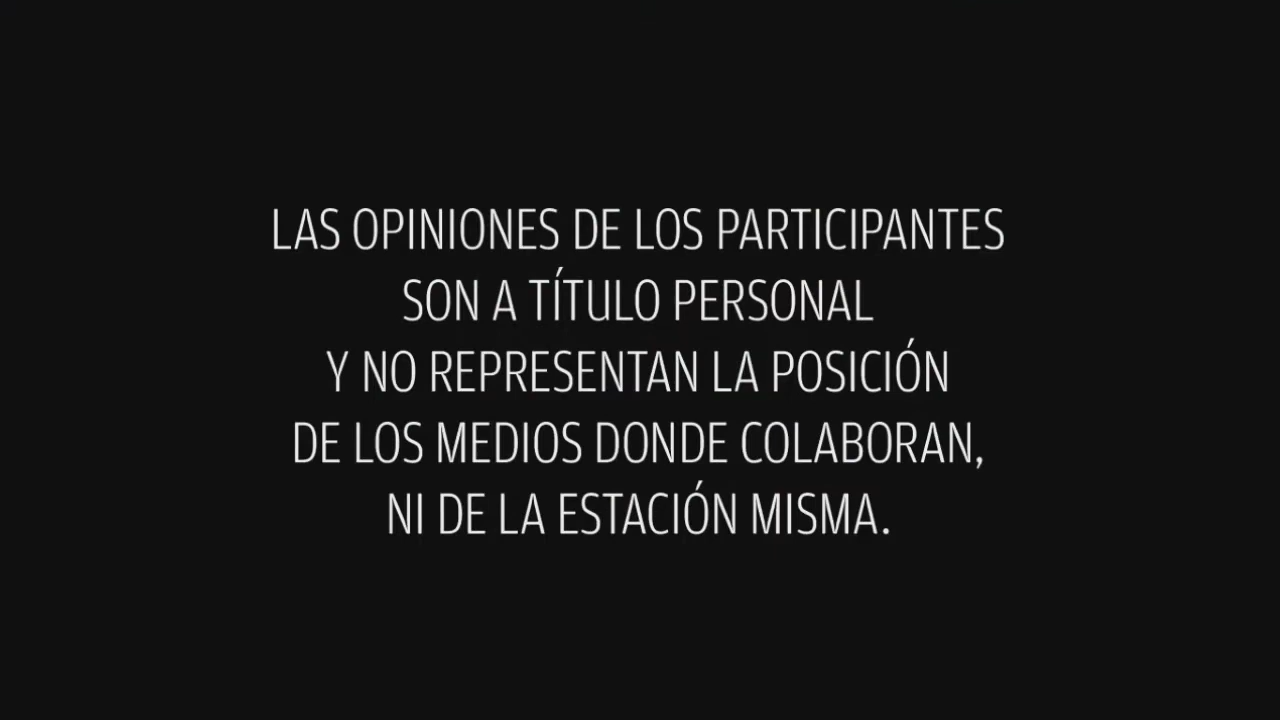 LAS OPINIONES DE LOS PARTICIPANTES
SON A TÍTULO PERSONAL
Y NO REPRESENTAN LA POSICIÓN
DE LOS MEDIOS DONDE COLABORAN,
NI DE LA ESTACIÓN MISMA.